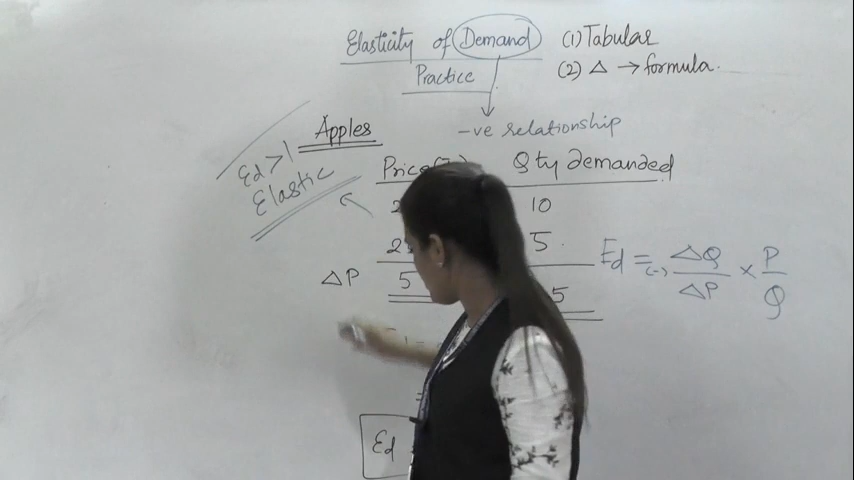 Elasticity of Demand
Practice
(1) Tabular
(2) Δ → formula.
-ve relationship
Apples
Ed > 1
Elastic
Price Qty demanded
10
5
ΔP 5 5
Ed = (-) ΔQ/ΔP × P/Q
Ed